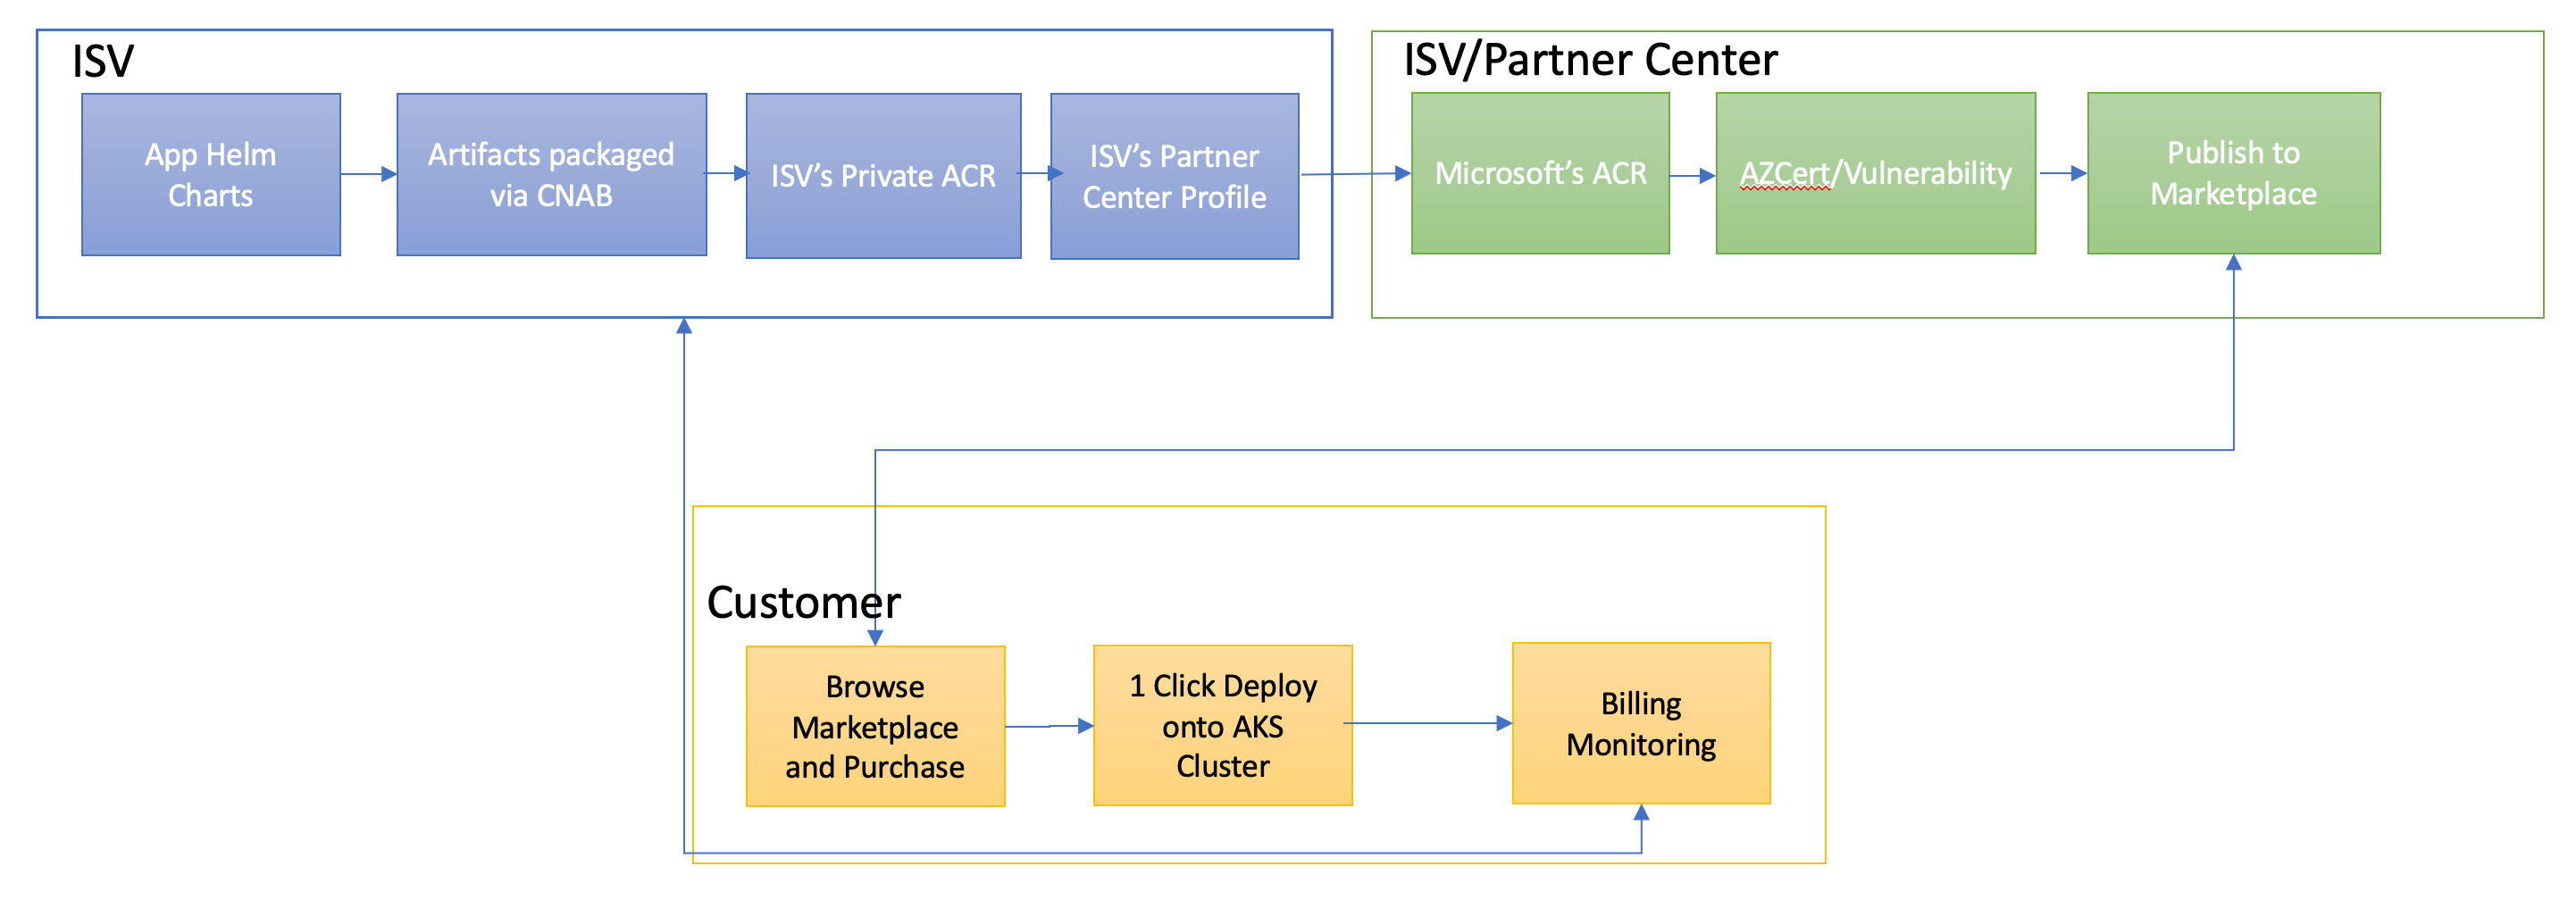 ISV
App Helm
Charts
Artifacts packaged
via CNAB
ISV’s Private ACR
ISV’s Partner
Center Profile
ISV/Partner Center
Microsoft’s ACR
AZCert/Vulnerability
Publish to
Marketplace
Customer
Browse
Marketplace
and Purchase
1 Click Deploy
onto AKS
Cluster
Billing
Monitoring